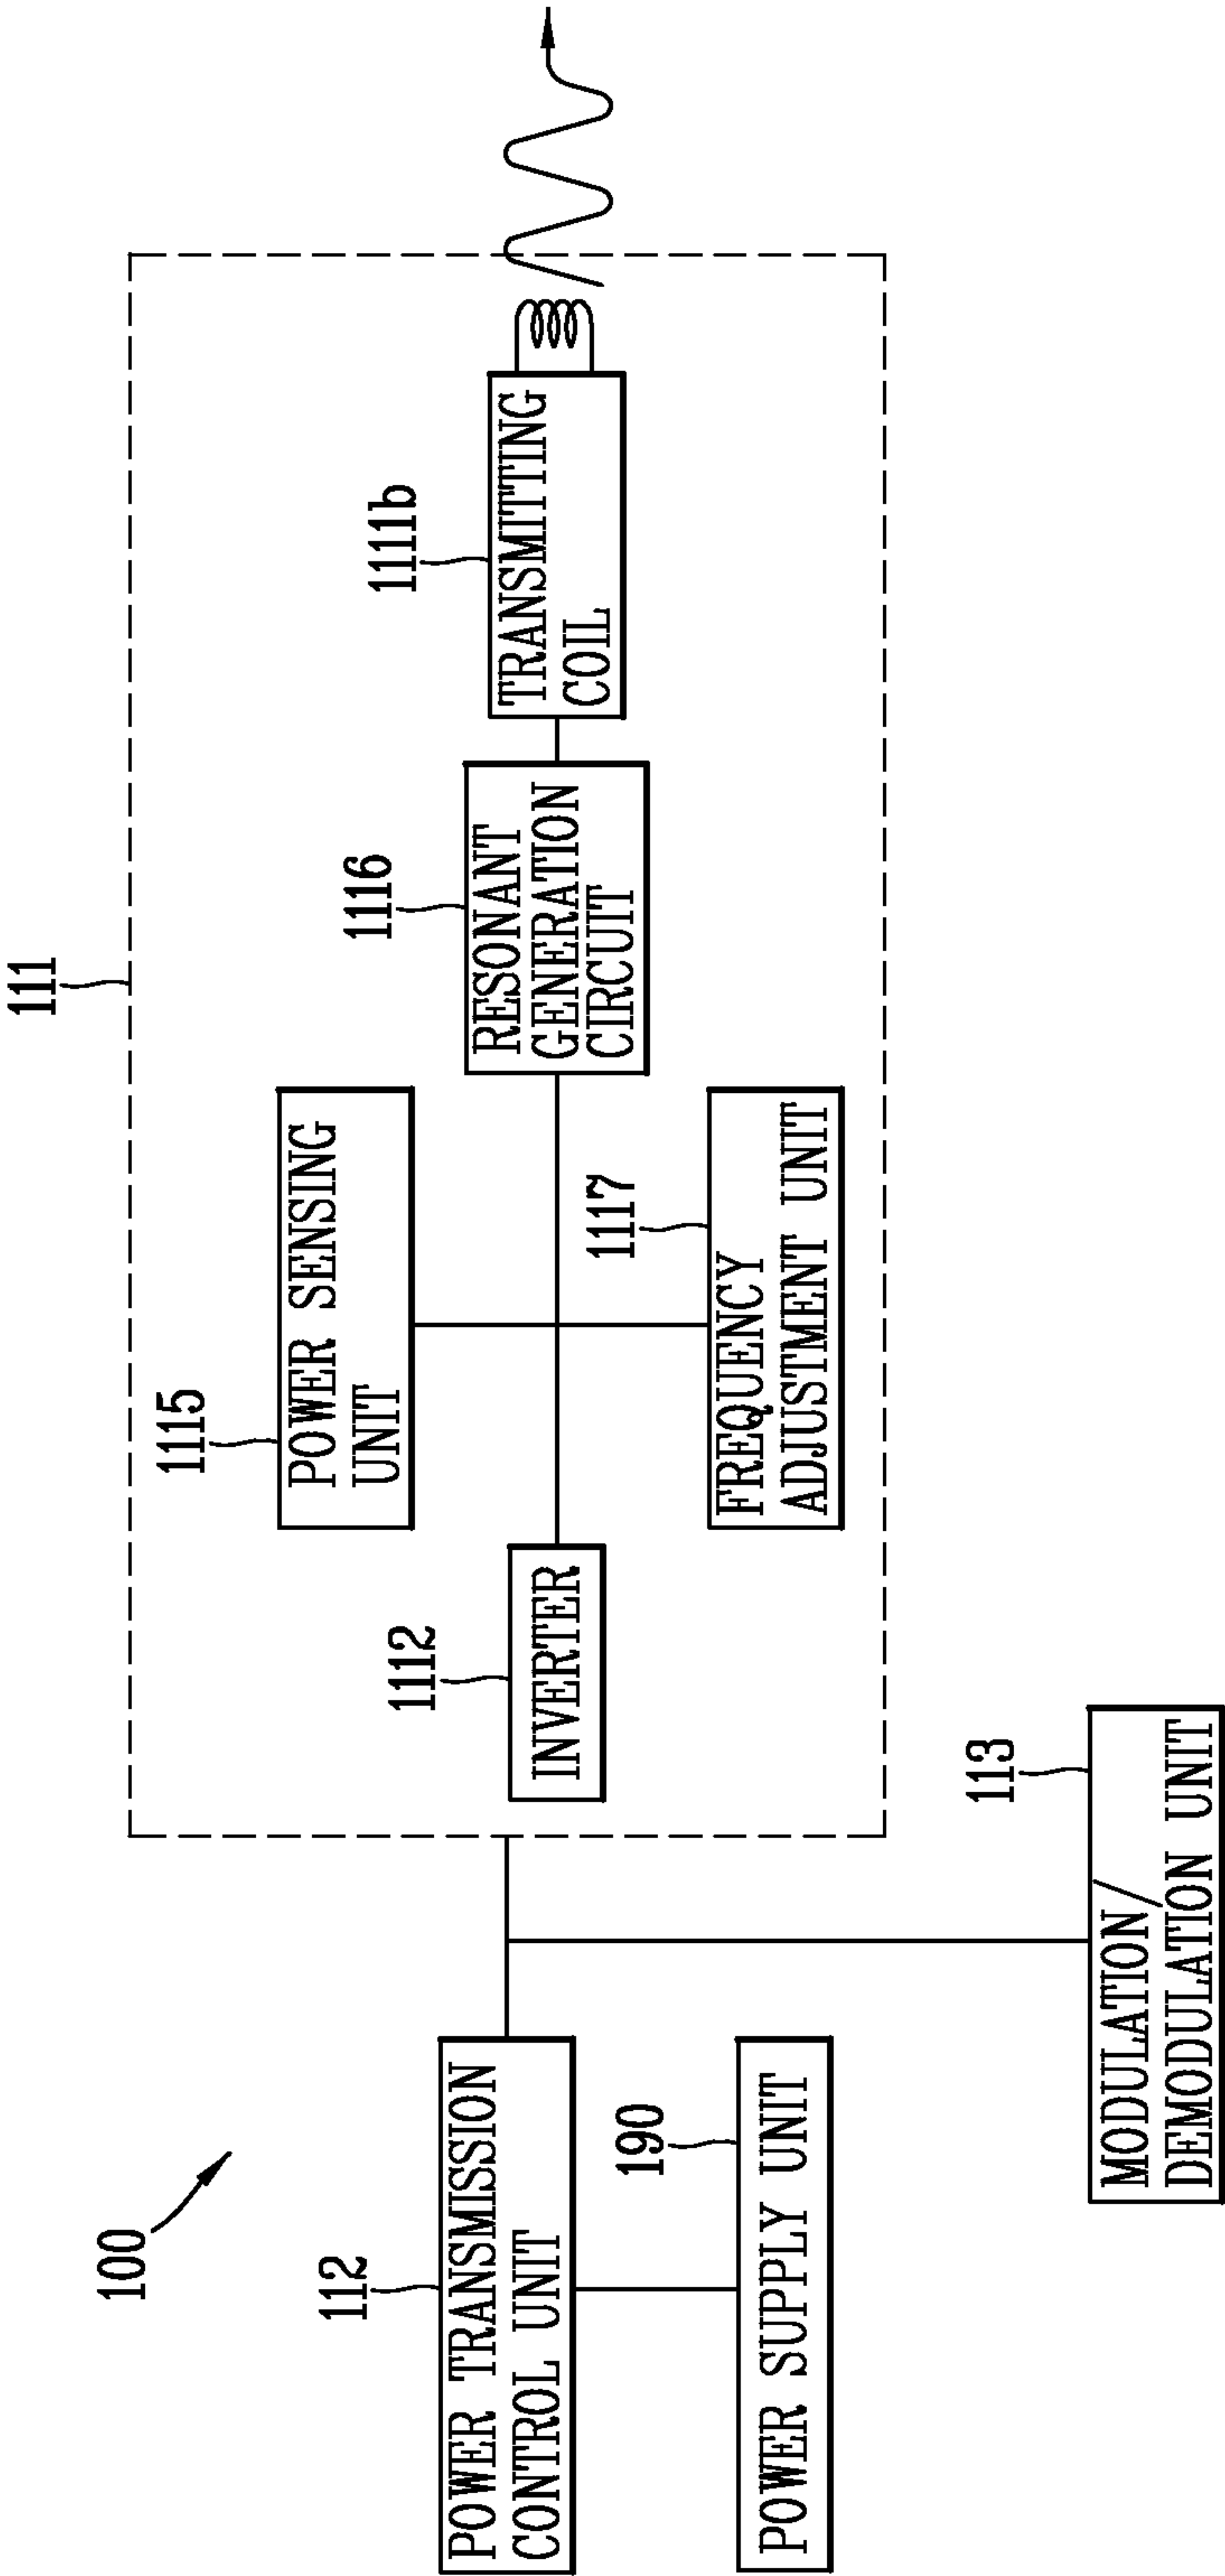 100
112
POWER TRANSMISSION
CONTROL UNIT
190
POWER SUPPLY UNIT
113
MODULATION/
DEMODULATION UNIT
111
1112
INVERTER
1115
POWER SENSING
UNIT
1117
FREQUENCY
ADJUSTMENT UNIT
1116
RESONANT
GENERATION
CIRCUIT
1111b
TRANSMITTING
COIL